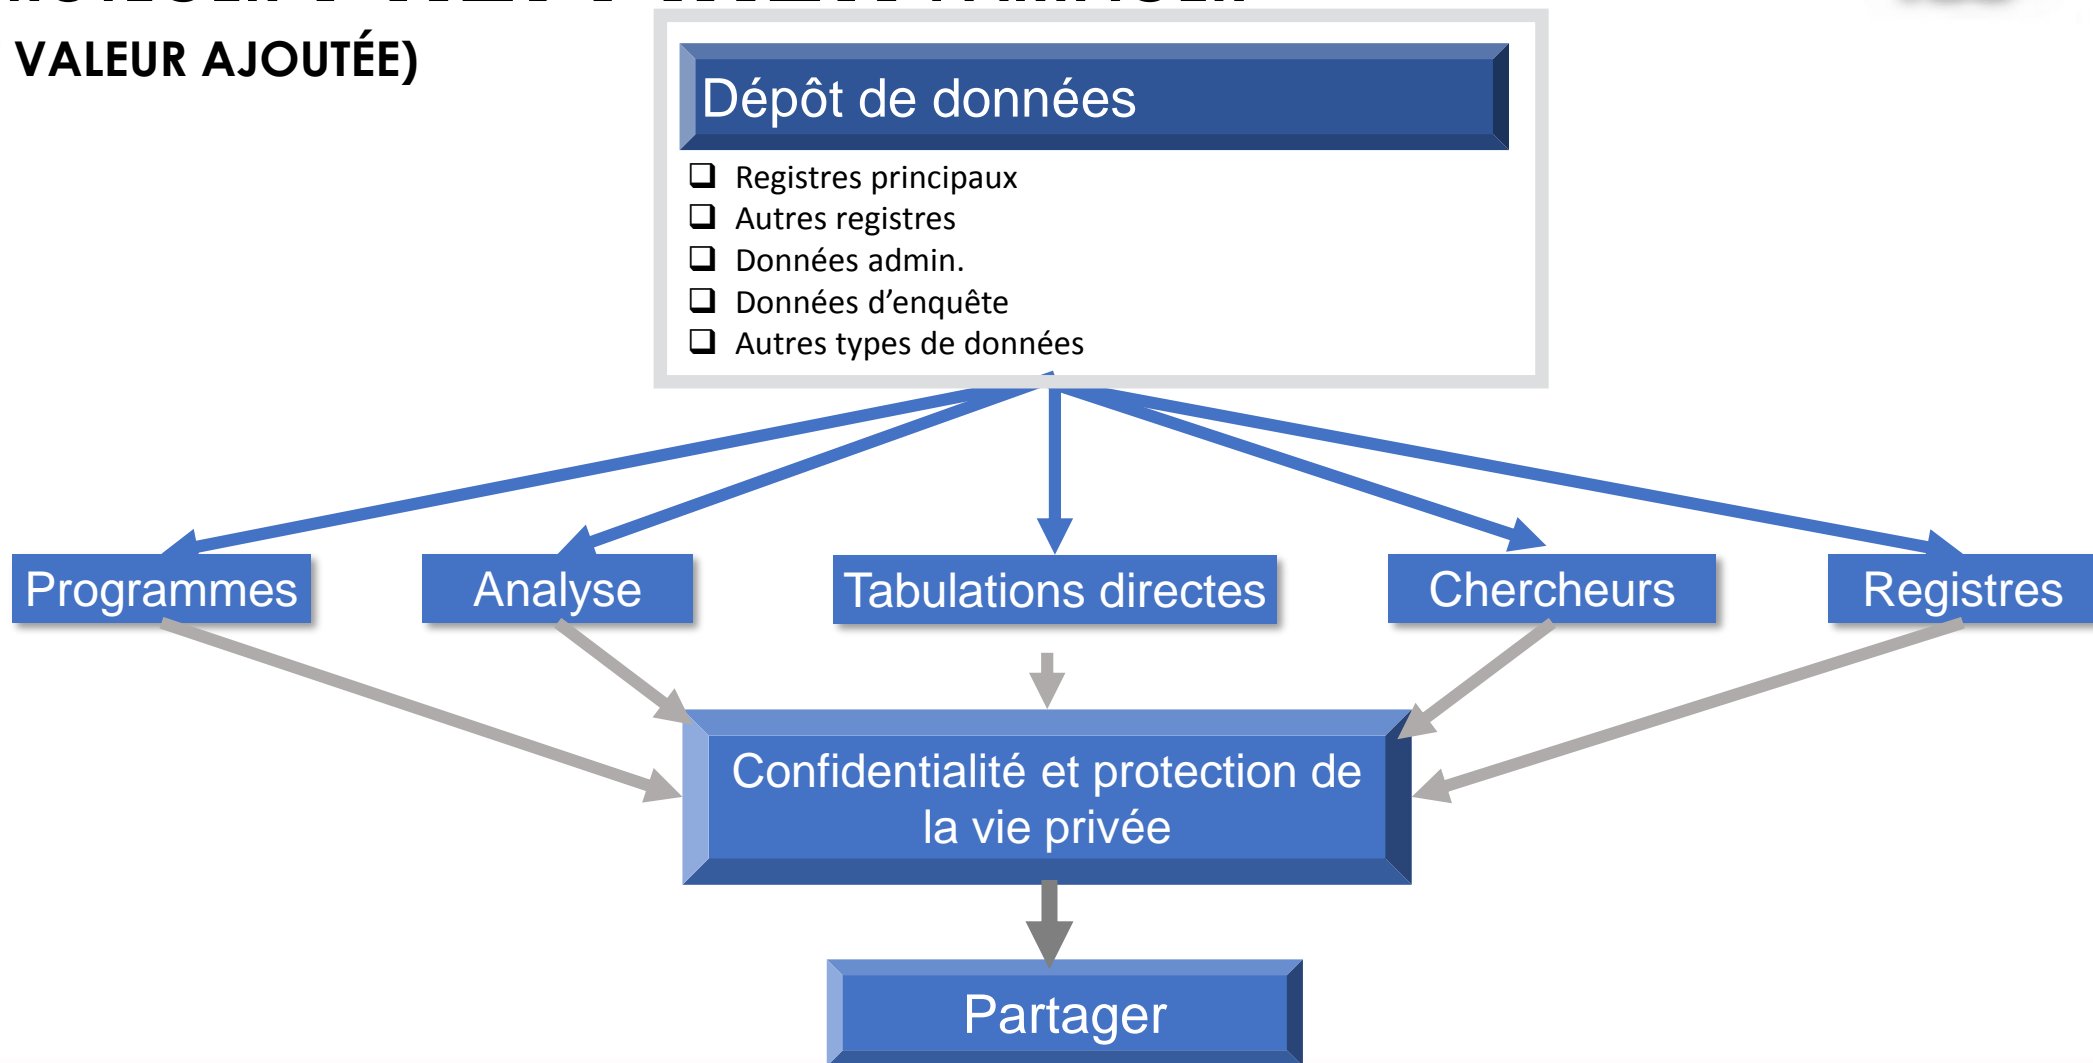 VALEUR AJOUTÉE)
Dépôt de données
Registres principaux
Autres registres
Données admin.
Données d’enquête
Autres types de données
Programmes
Analyse
Tabulations directes
Chercheurs
Registres
Confidentialité et protection de
la vie privée
Partager